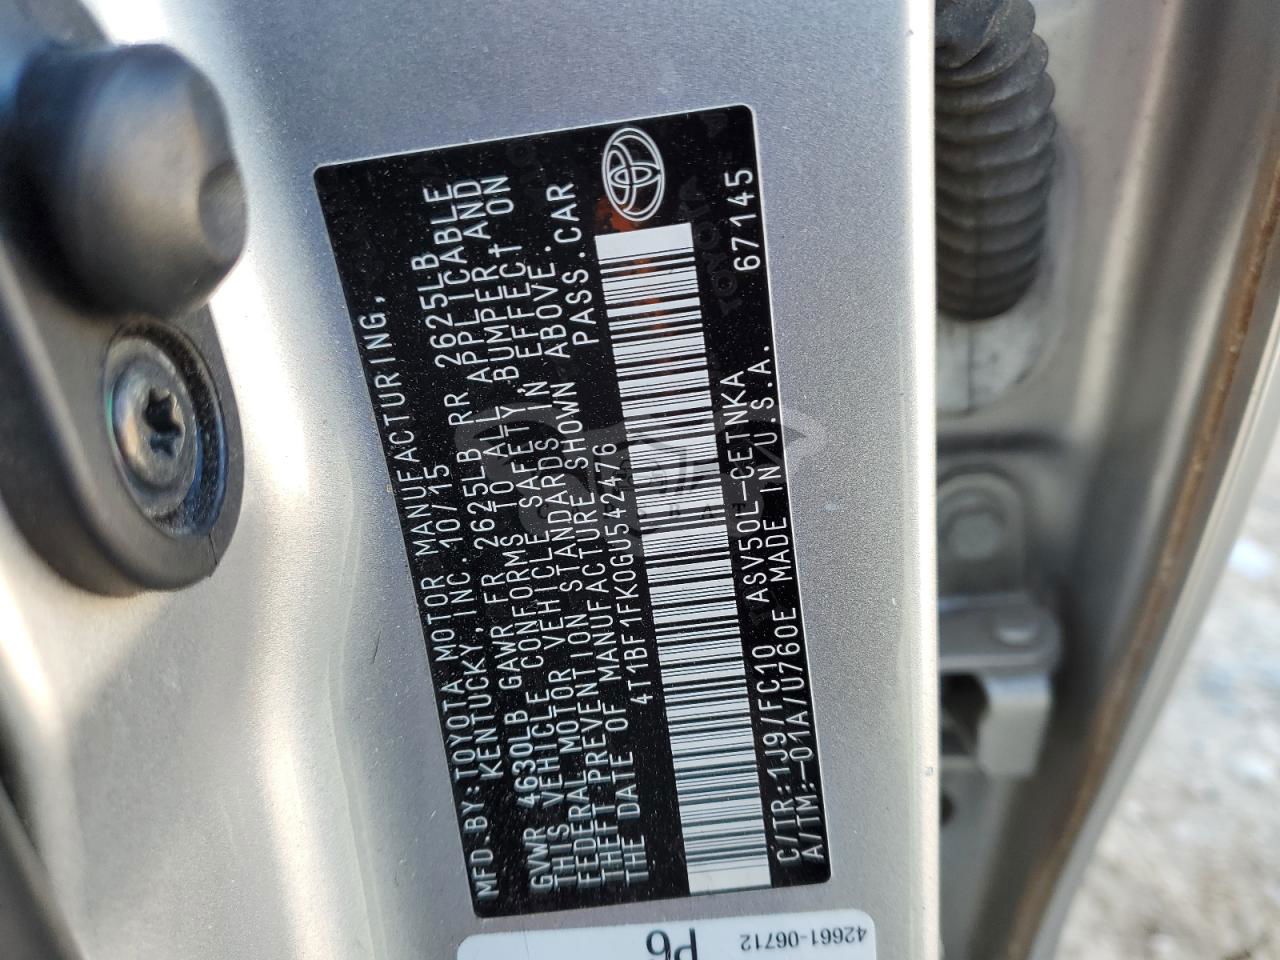 MFD.BY:TOYOTA MOTOR MANUFACTURING,
KENTUCKY, INC. 10/15
GVWR 4630LB GAWR FR 2625LB RR 2625LB
THIS VEHICLE CONFORMS TO ALL APPLICABLE
FEDERAL MOTOR VEHICLE SAFETY, BUMPER, AND
THEFT PREVENTION STANDARDS IN EFFECT ON
THE DATE OF MANUFACTURE SHOWN ABOVE.
4T1BF1FK0GU542476 PASS.CAR
C/TR:1J9/FC10 ASV50L-CETNKA
A/TM:-01A/U760E MADE IN U.S.A. 67145
P6
42661-06712